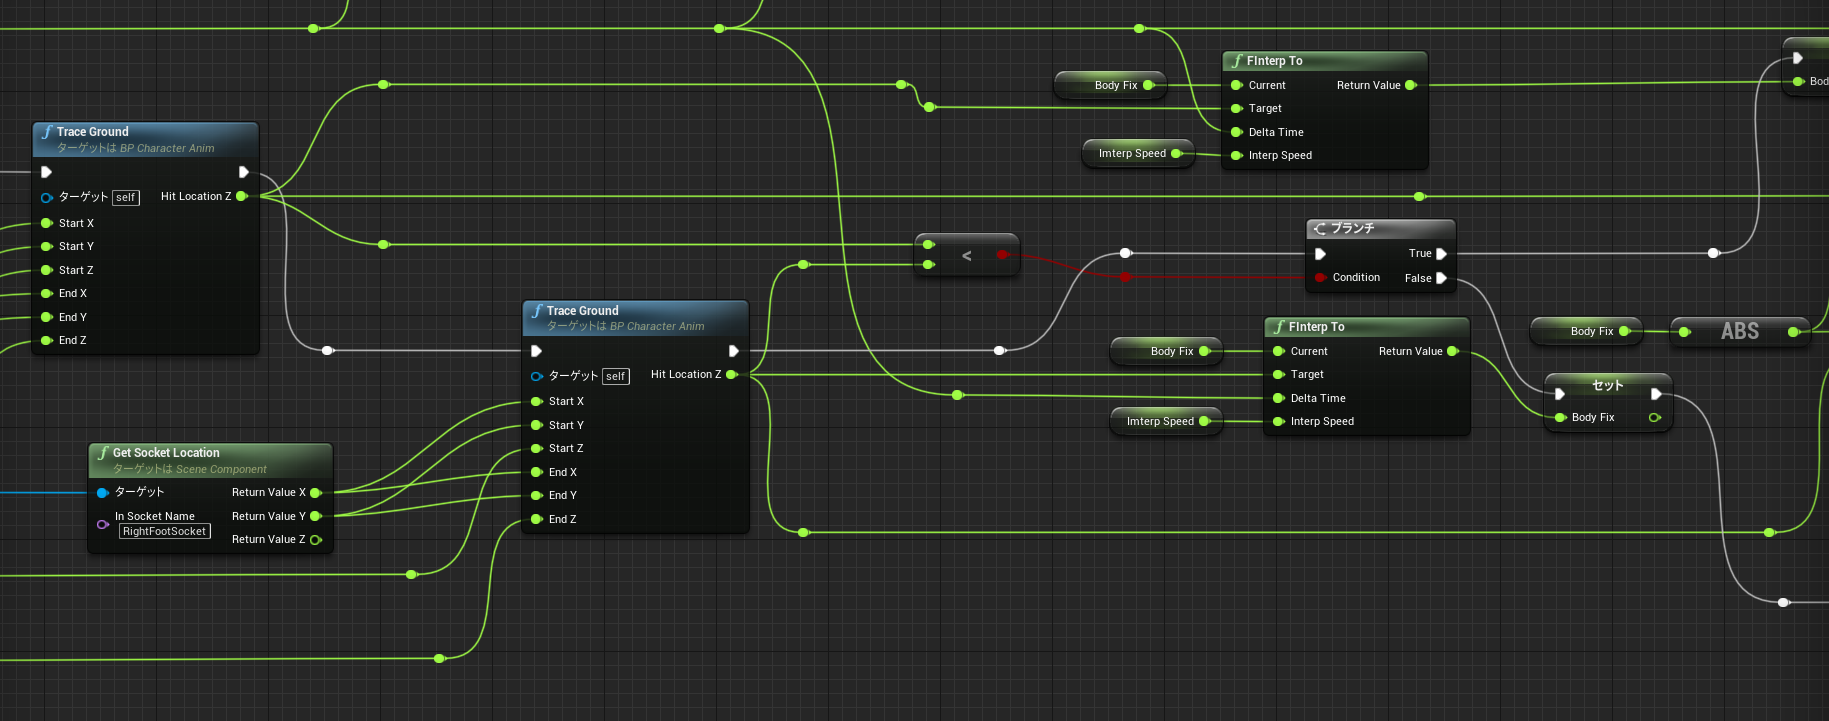 Trace Ground
ターゲットは BP Character Anim
ターゲット self
Hit Location Z
Start X
Start Y
Start Z
End X
End Y
End Z
Get Socket Location
ターゲットは Scene Component
ターゲット
Return Value X
In Socket Name
RightFootSocket
Return Value Y
Return Value Z
Trace Ground
ターゲットは BP Character Anim
ターゲット self
Hit Location Z
Start X
Start Y
Start Z
End X
End Y
End Z
<
Body Fix
Imterp Speed
FInterp To
Current
Return Value
Target
Delta Time
Interp Speed
ブランチ
True
Condition
False
Body Fix
Imterp Speed
FInterp To
Current
Return Value
Target
Delta Time
Interp Speed
Body Fix
ABS
セット
Body Fix
Bod